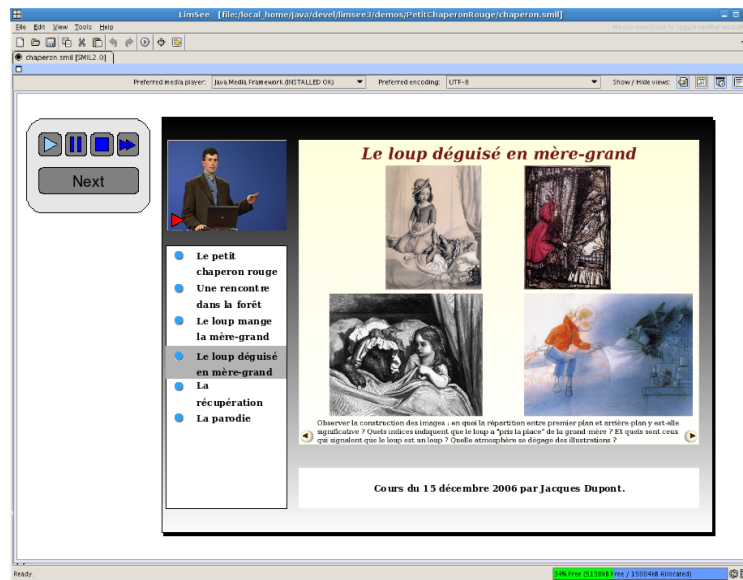 LimSee [file:/local_home/java/devel/limsee3/demos/PetitChaperonRouge/chaperon.smil]
File Edit View Tools Help
chaperon.smil [SMIL2.0]
Preferred media player: Java Media Framework (INSTALLED OK) Preferred encoding: UTF-8 Show / Hide views:
Next
Le loup déguisé en mère-grand
Le petit
chaperon rouge
Une rencontre
dans la forêt
Le loup mange
la mère-grand
Le loup déguisé
en mère-grand
La
récupération
La parodie
Observer la construction des images : en quoi la répartition entre premier plan et arrière-plan y est-elle
significative ? Quels indices indiquent que le loup a "pris la place" de la grand-mère ? Et quels sont ceux
qui signalent que le loup est un loup ? Quelle atmosphère se dégage des illustrations ?
Cours du 15 décembre 2006 par Jacques Dupont.
Ready.
34% Free (5138kB Free / 15004kB Allocated)